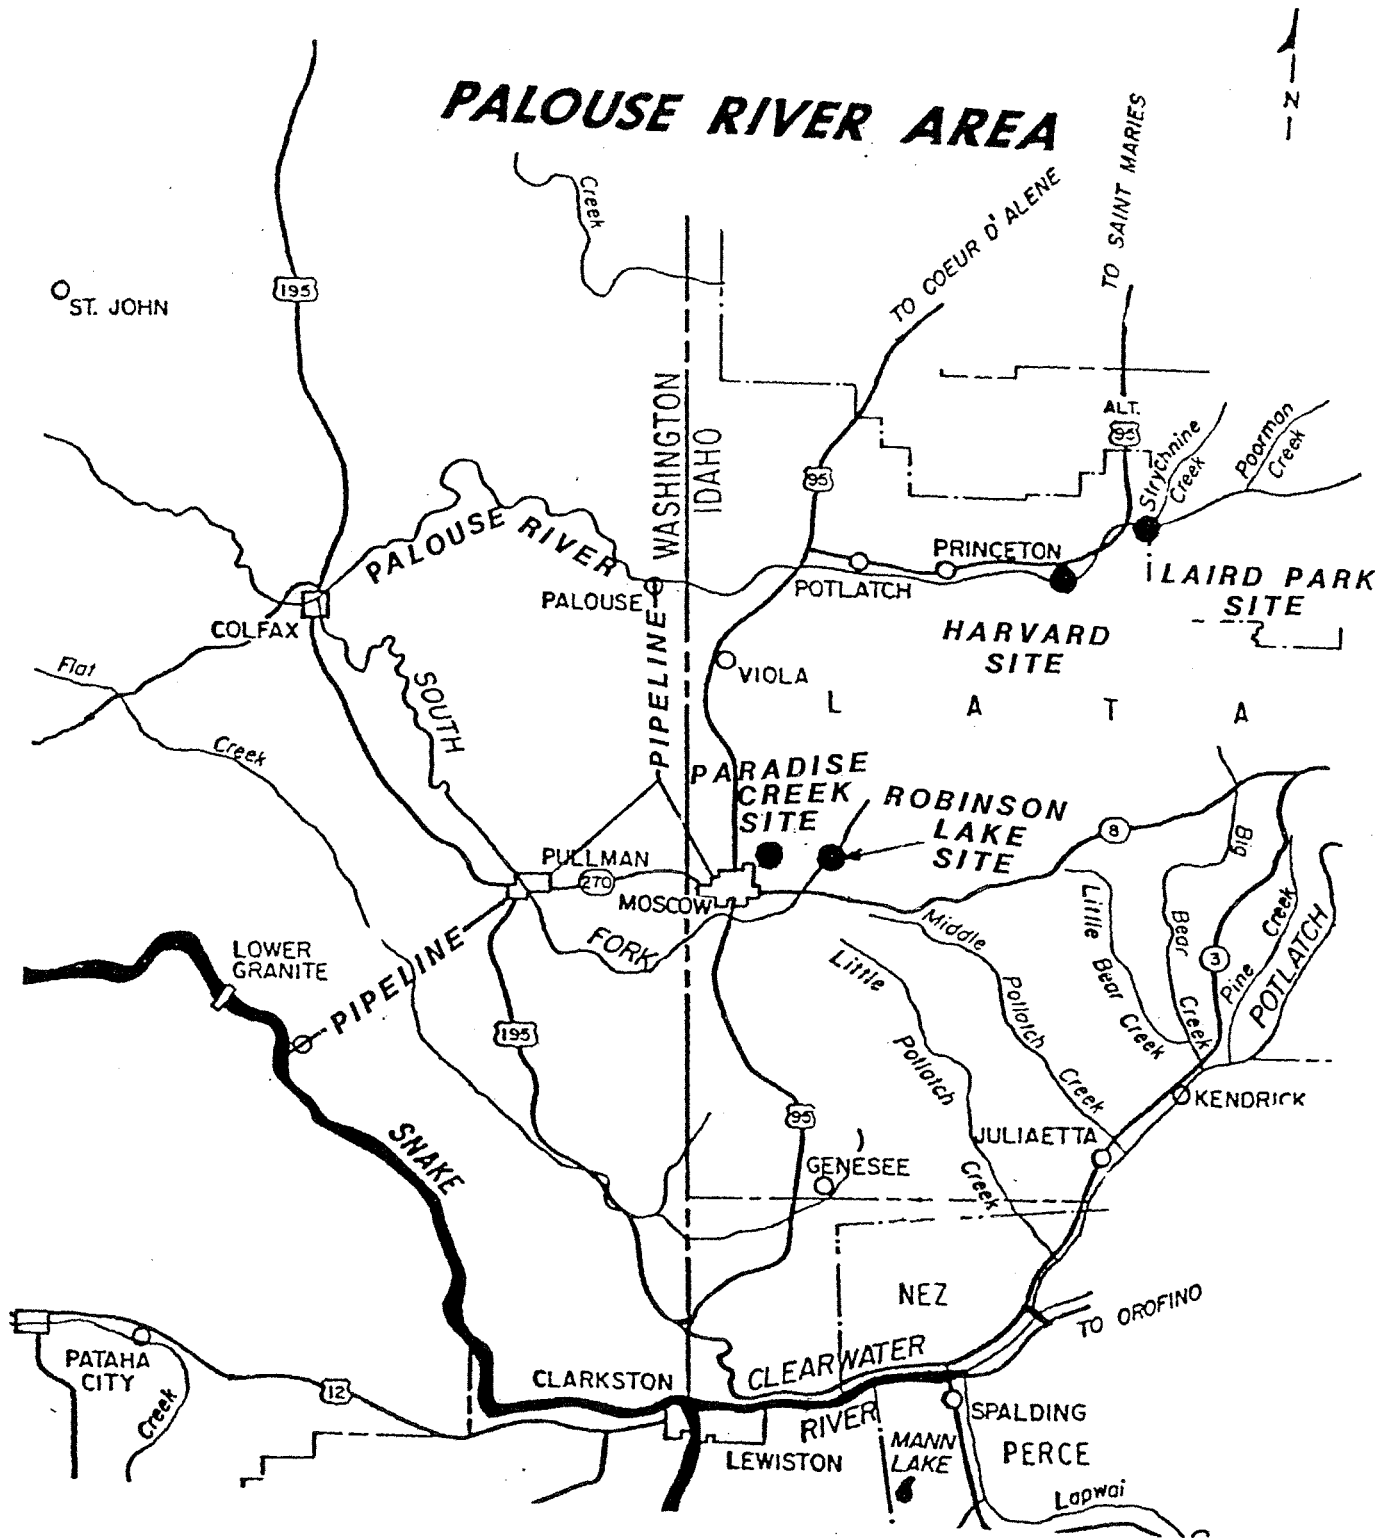 PALOUSE RIVER AREA
N
TO SAINT MARIES
TO COEUR D'ALENE
Creek
195
ST. JOHN
WASHINGTON
IDAHO
ALT.
95
95
Strychnine
Creek
Poorman
Creek
PALOUSE RIVER
PRINCETON
POTLATCH
PALOUSE
LAIRD PARK
SITE
HARVARD
SITE
COLFAX
Flat
Creek
SOUTH
PIPELINE
VIOLA
L A T A
PARADISE
CREEK
SITE
ROBINSON
LAKE
SITE
8
Big
Bear
Creek
PULLMAN
270
MOSCOW
FORK
Little
Bear Creek
3
Pine
Creek
POTLATCH
Middle
Potlatch
Creek
Little
Potlatch
Creek
LOWER
GRANITE
PIPELINE
195
95
KENDRICK
JULIAETTA
GENESEE
SNAKE
NEZ
TO OROFINO
PATAHA
CITY
Creek
12
CLARKSTON
CLEARWATER
RIVER
SPALDING
MANN
LAKE
PERCE
LEWISTON
Lapwai